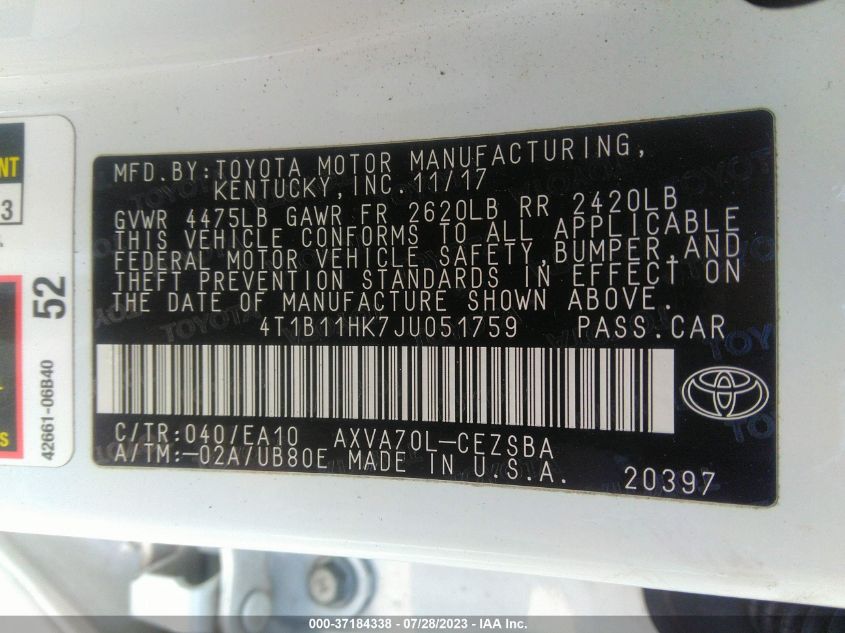 MFD.BY:TOYOTA MOTOR MANUFACTURING,
KENTUCKY,INC.11/17
GVWR 4475LB GAWR FR 2620LB RR 2420LB
THIS VEHICLE CONFORMS TO ALL APPLICABLE
FEDERAL MOTOR VEHICLE SAFETY,BUMPER,AND
THEFT PREVENTION STANDARDS IN EFFECT ON
THE DATE OF MANUFACTURE SHOWN ABOVE.
4T1B11HK7JU051759 PASS.CAR
C/TR:040/EA10 AXVA70L-CEZSBA
A/TM:-02A/UB80E MADE IN U.S.A.
20397
52
42661-06B40
3
000-37184338 - 07/28/2023 - IAA Inc.